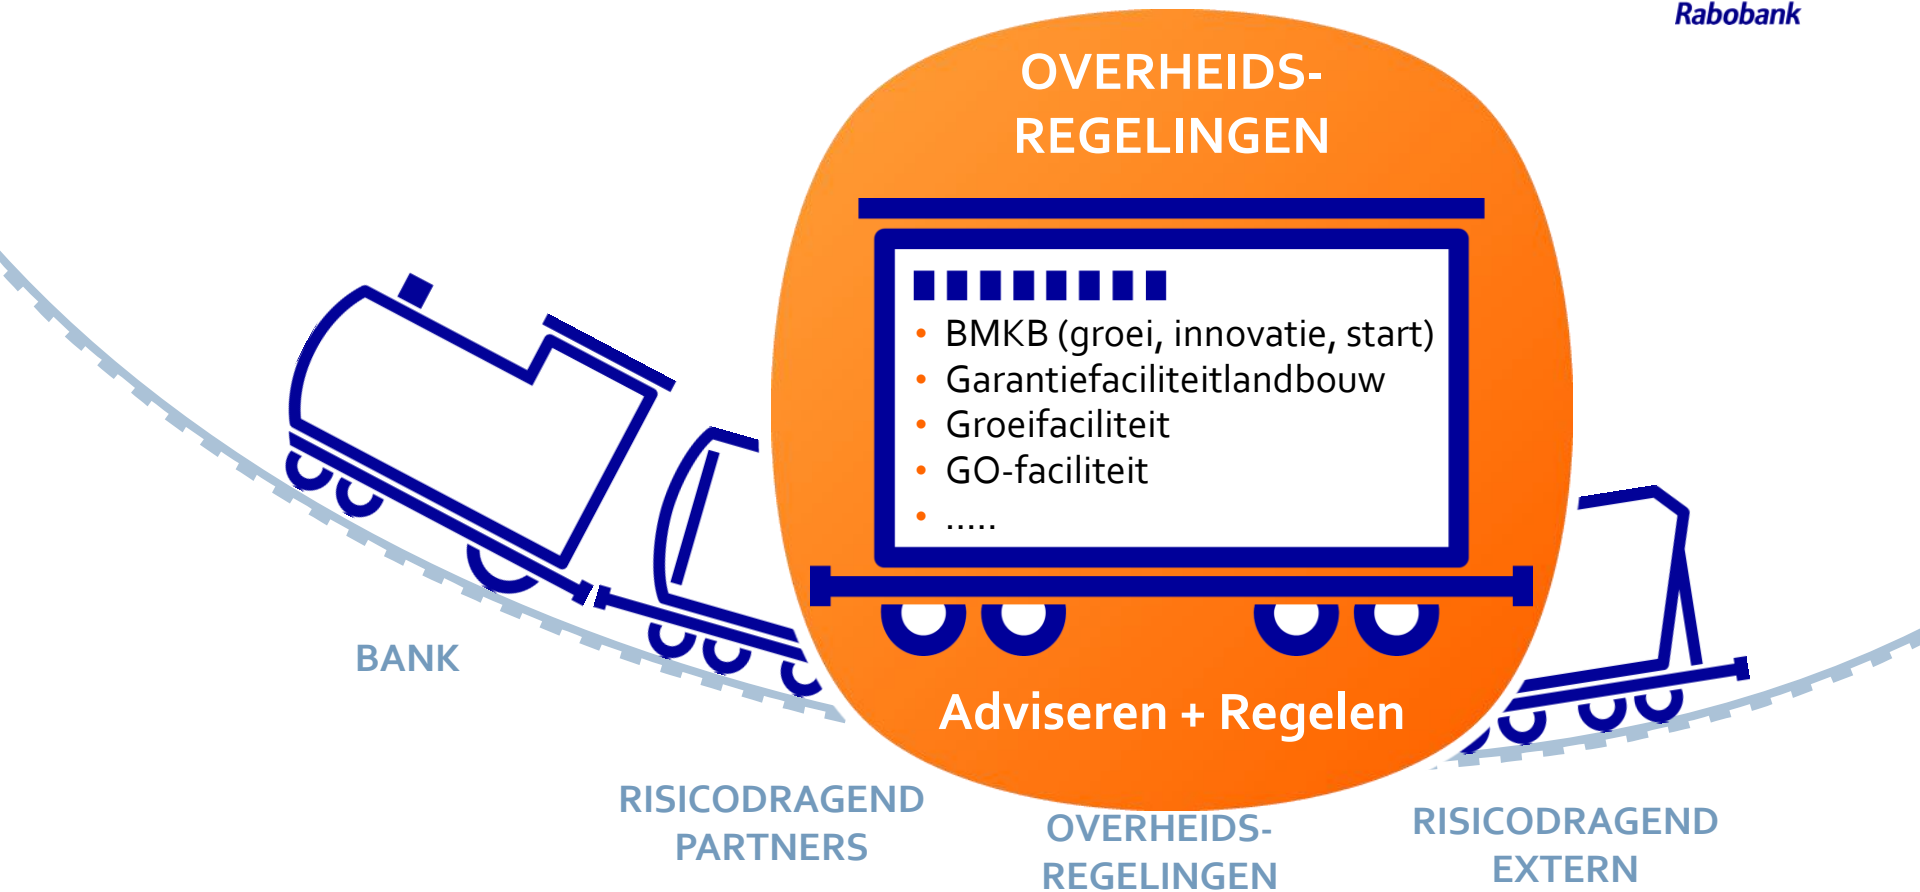 Rabobank
OVERHEIDS-
REGELINGEN
• BMKB (groei, innovatie, start)
• Garantiefaciliteitlandbouw
• Groeifaciliteit
• GO-faciliteit
• .....
Adviseren + Regelen
BANK
RISICODRAGEND
PARTNERS
OVERHEIDS-
REGELINGEN
RISICODRAGEND
EXTERN